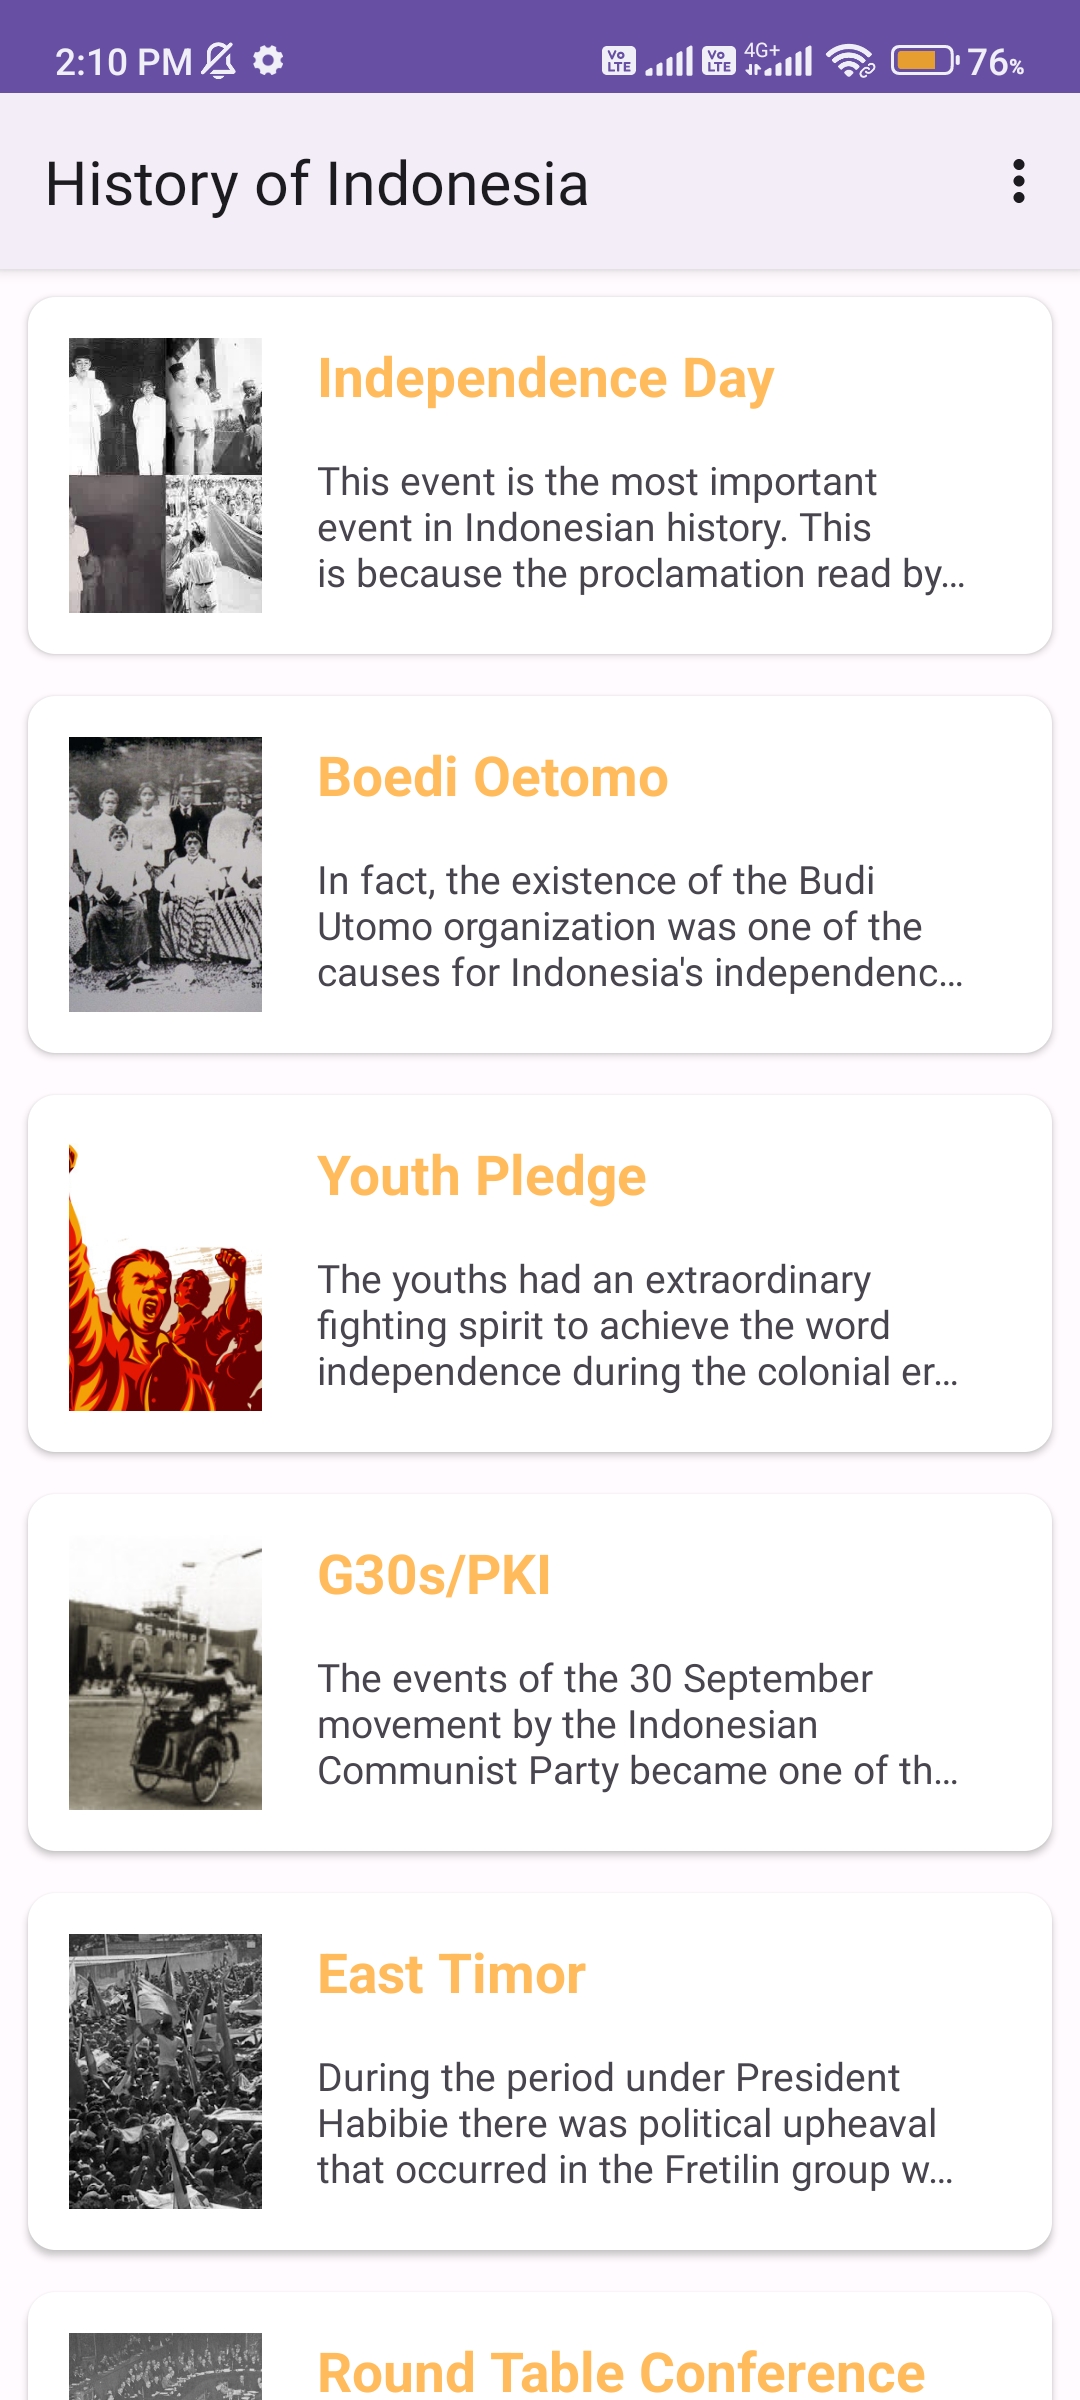 2:10 PM
Vo LTE Vo LTE 4G+ 76%
History of Indonesia
Independence Day
This event is the most important
event in Indonesian history. This
is because the proclamation read by...
Boedi Oetomo
In fact, the existence of the Budi
Utomo organization was one of the
causes for Indonesia's independenc...
Youth Pledge
The youths had an extraordinary
fighting spirit to achieve the word
independence during the colonial er...
G30s/PKI
The events of the 30 September
movement by the Indonesian
Communist Party became one of th...
East Timor
During the period under President
Habibie there was political upheaval
that occurred in the Fretilin group w...
Round Table Conference